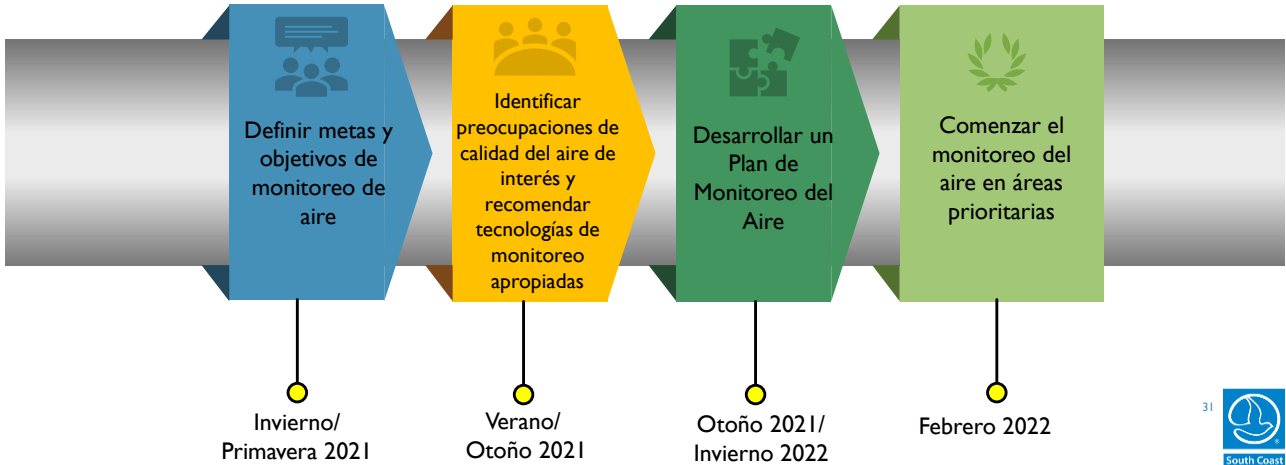 Definir metas y
objetivos de
monitoreo de
aire
Identificar
preocupaciones de
calidad del aire de
interés y
recomendar
tecnologías de
monitoreo
apropiadas
Desarrollar un
Plan de
Monitoreo del
Aire
Comenzar el
monitoreo del
aire en áreas
prioritarias
Invierno/
Primavera 2021
Verano/
Otoño 2021
Otoño 2021/
Invierno 2022
Febrero 2022
31
South Coast